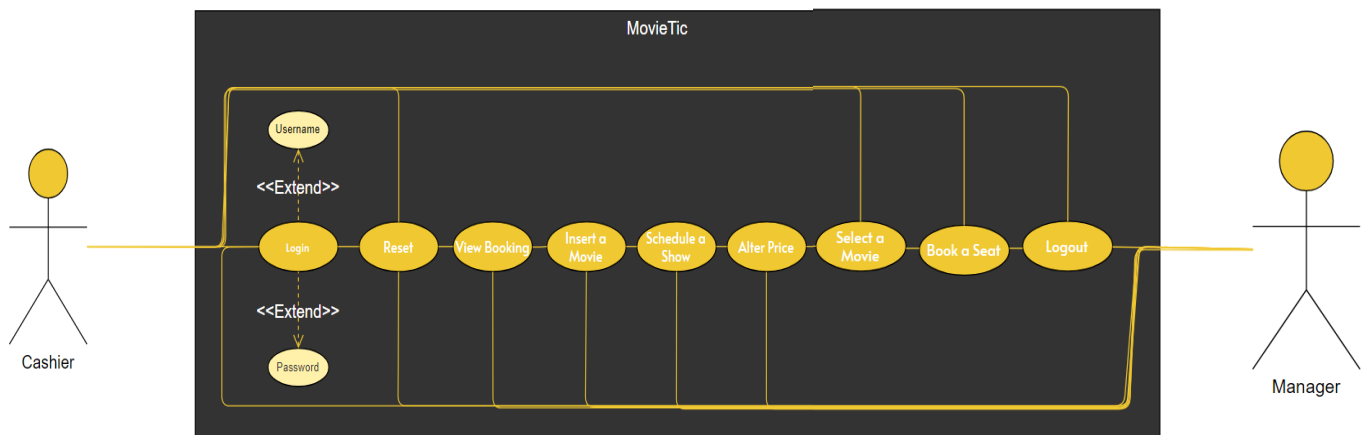 MovieTic
Username
<<Extend>>
Login
Reset
View Booking
Insert a
Movie
Schedule a
Show
Alter Price
Select a
Movie
Book a Seat
Logout
<<Extend>>
Password
Cashier
Manager